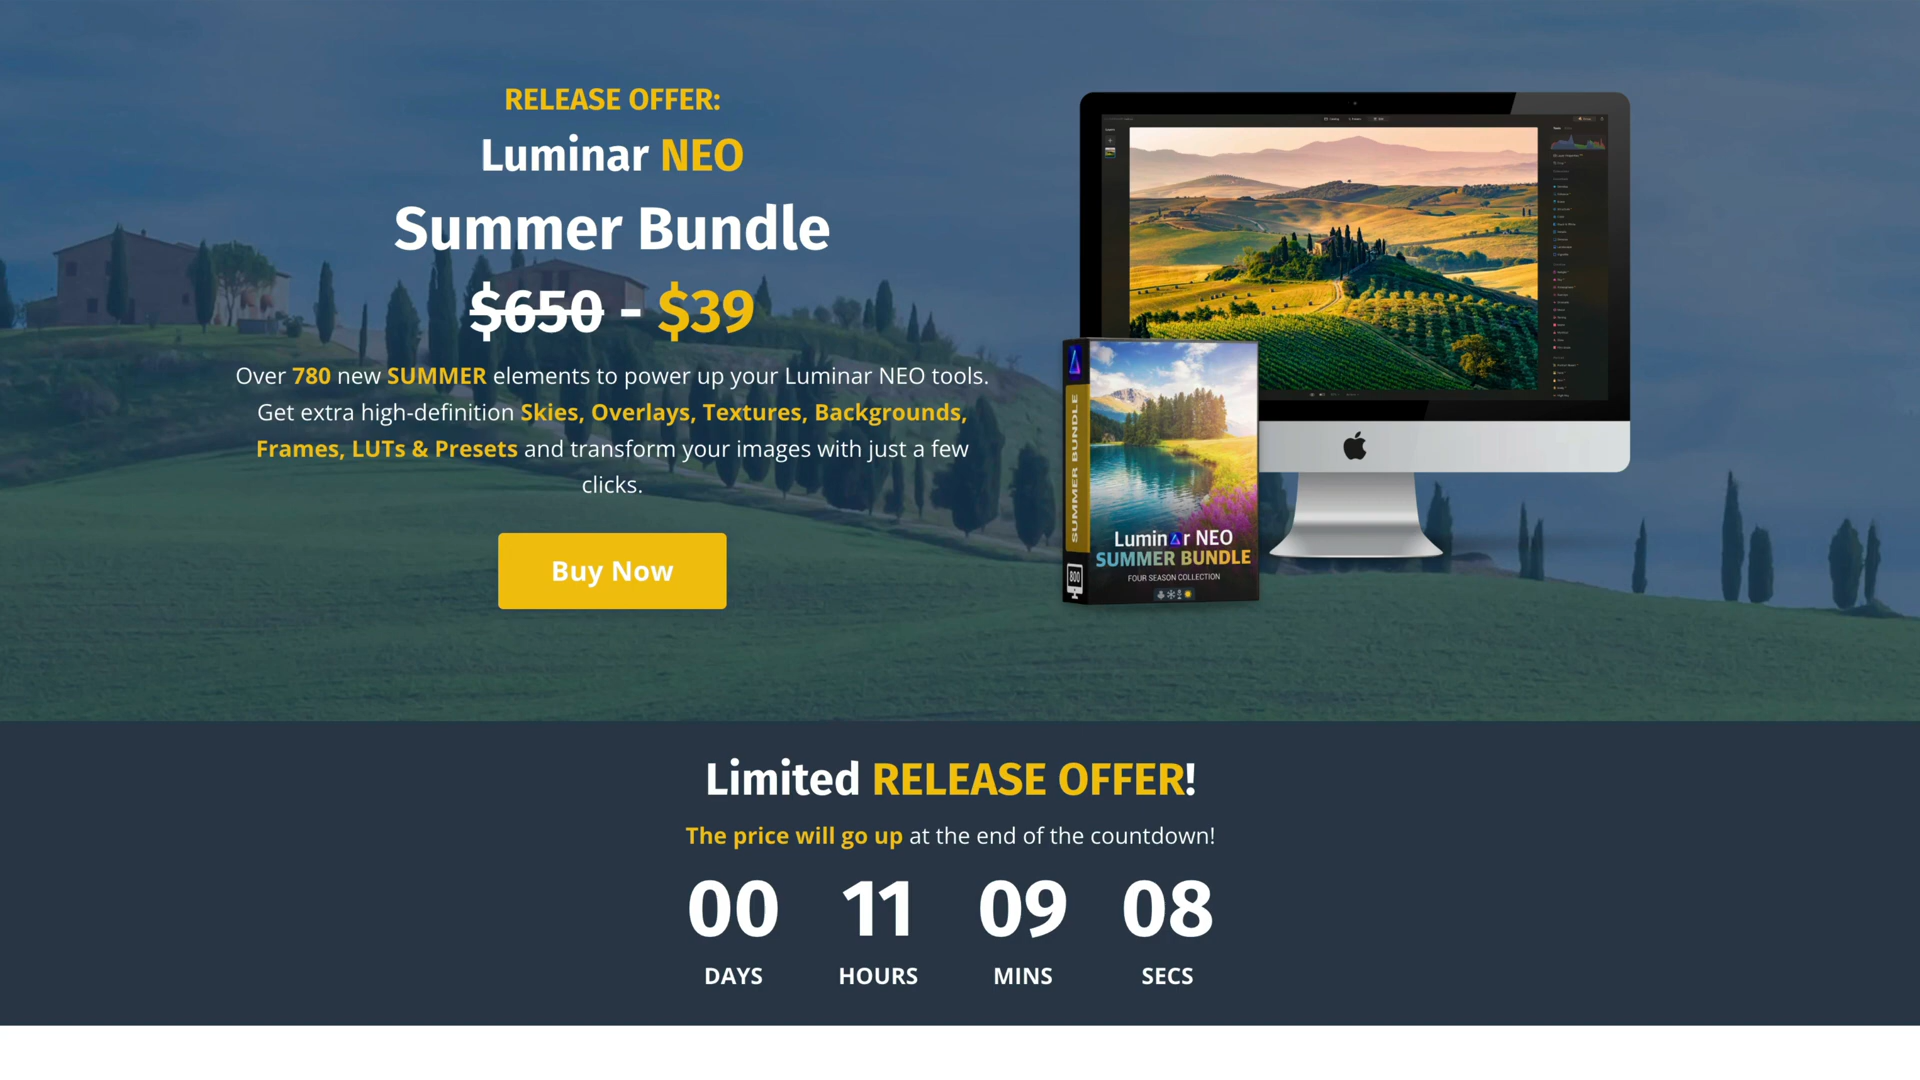 RELEASE OFFER:
Luminar NEO
Summer Bundle
$650 - $39
Over 780 new SUMMER elements to power up your Luminar NEO tools.
Get extra high-definition Skies, Overlays, Textures, Backgrounds,
Frames, LUTs & Presets and transform your images with just a few
clicks.
Buy Now
SUMMER BUNDLE
800
Luminar NEO
SUMMER BUNDLE
FOUR SEASON COLLECTION
Limited RELEASE OFFER!
The price will go up at the end of the countdown!
00 11 09 08
DAYS HOURS MINS SECS